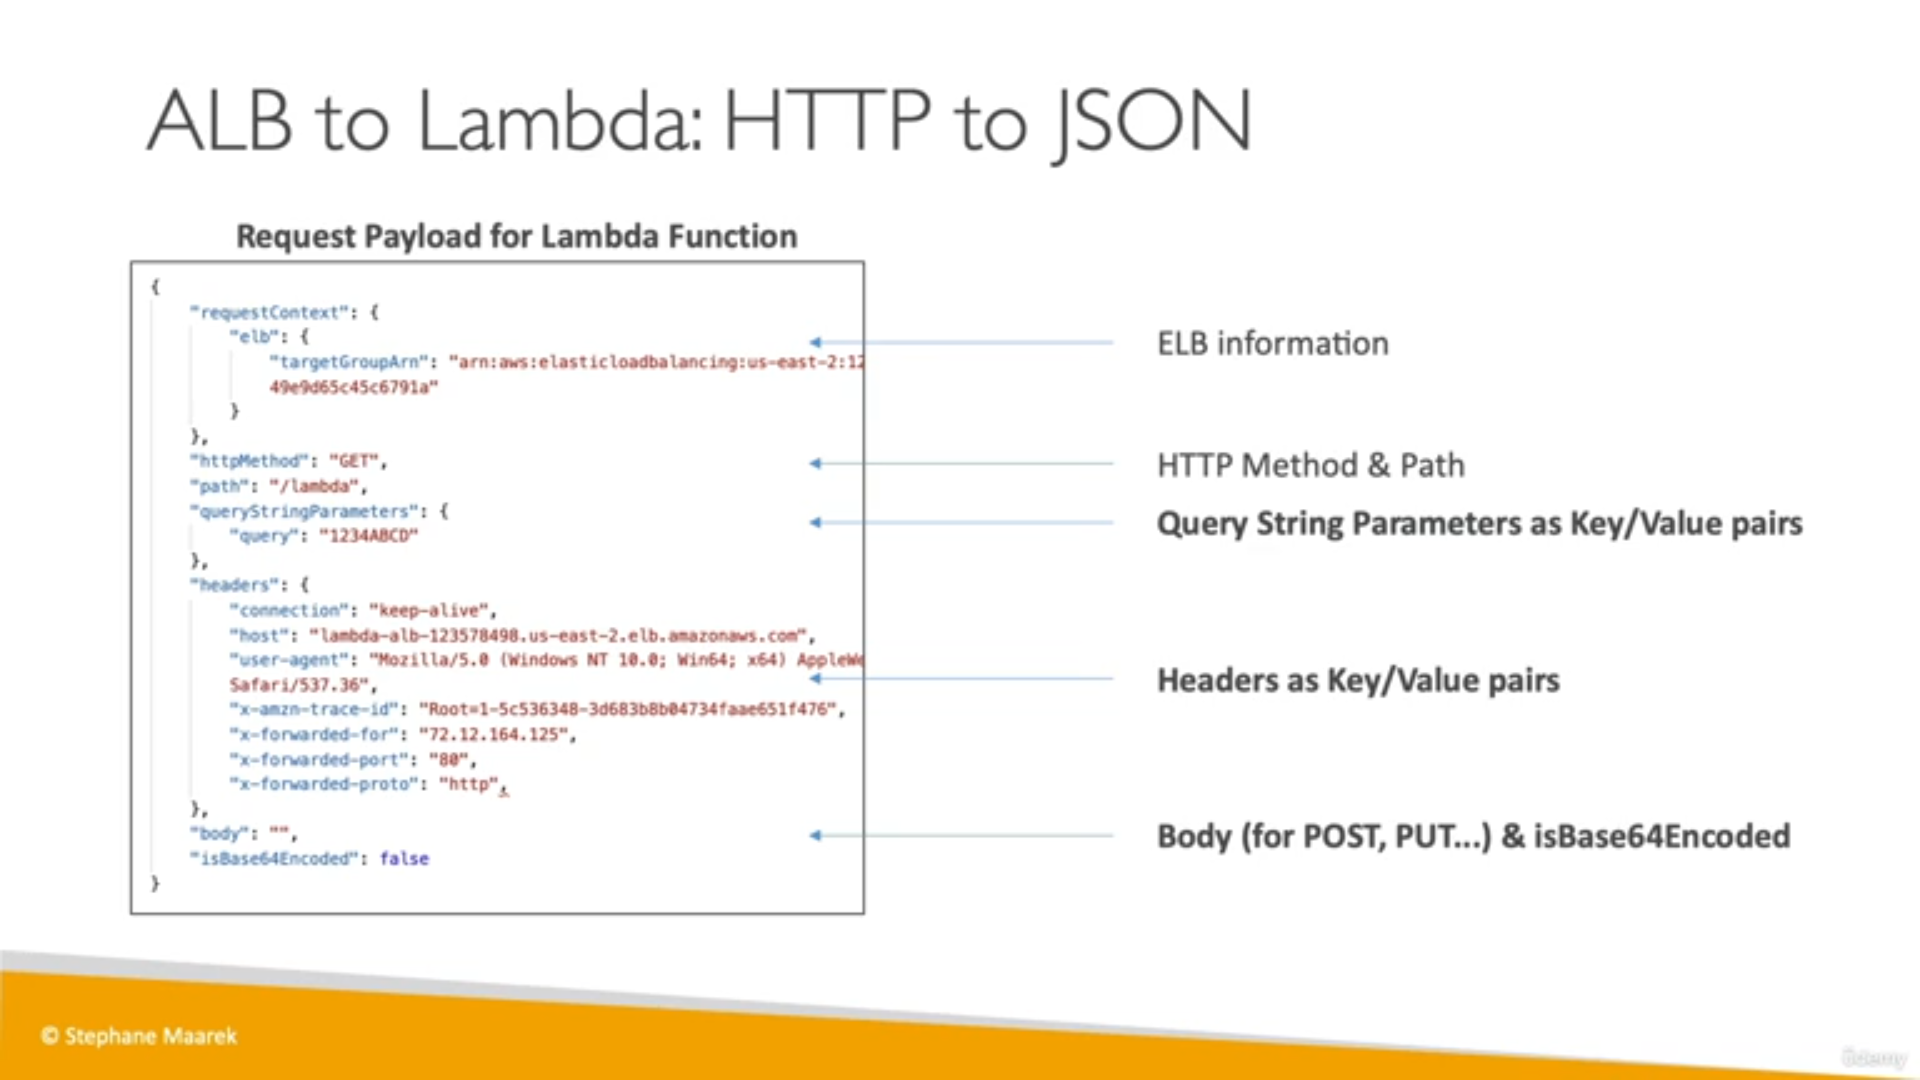 ALB to Lambda: HTTP to JSON
Request Payload for Lambda Function
{
"requestContext": {
"elb": {
"targetGroupArn": "arn:aws:elasticloadbalancing:us-east-2:12
49e9d65c45c6791a"
}
},
"httpMethod": "GET",
"path": "/lambda",
"queryStringParameters": {
"query": "1234ABCD"
},
"headers": {
"connection": "keep-alive",
"host": "lambda-alb-123578498.us-east-2.elb.amazonaws.com",
"user-agent": "Mozilla/5.0 (Windows NT 10.0; Win64; x64) AppleWe
Safari/537.36",
"x-amzn-trace-id": "Root=1-5c536348-3d683b8b04734faae651f476",
"x-forwarded-for": "72.12.164.125",
"x-forwarded-port": "80",
"x-forwarded-proto": "http",
},
"body": "",
"isBase64Encoded": false
}
ELB information
HTTP Method & Path
Query String Parameters as Key/Value pairs
Headers as Key/Value pairs
Body (for POST, PUT...) & isBase64Encoded
© Stephane Maarek
ûdemy